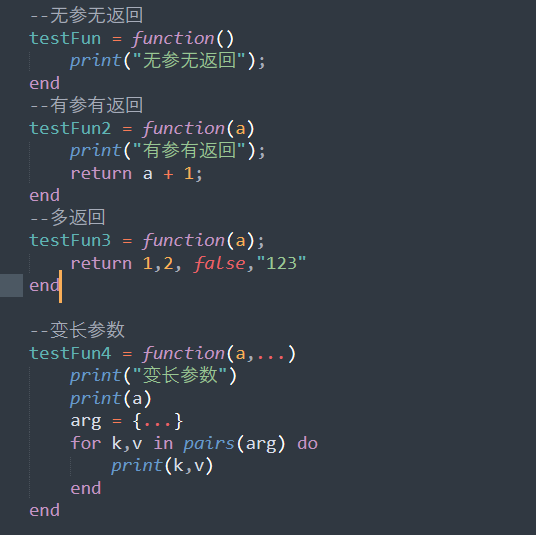 --无参无返回
testFun = function()
    print("无参无返回");
end
--有参有返回
testFun2 = function(a)
    print("有参有返回");
    return a + 1;
end
--多返回
testFun3 = function(a);
    return 1,2, false,"123"
end
--变长参数
testFun4 = function(a,...)
    print("变长参数")
    print(a)
    arg = {...}
    for k,v in pairs(arg) do
        print(k,v)
    end
end